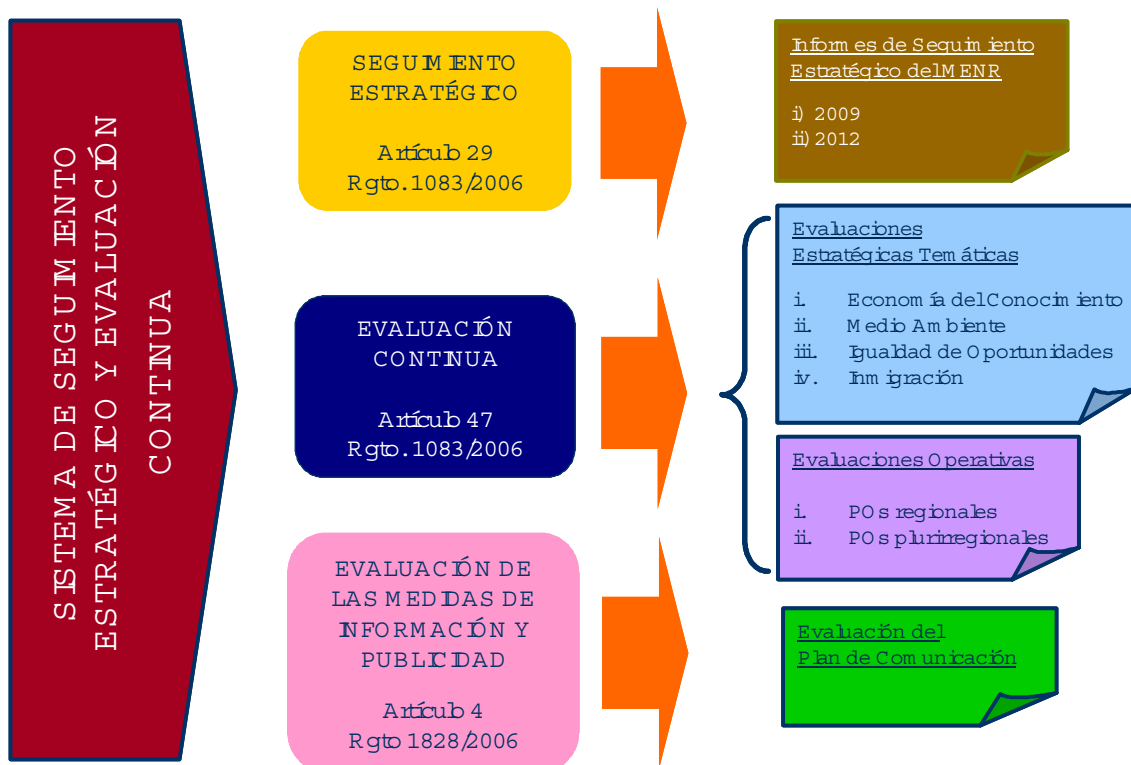 SISTEMA DE SEGUIMIENTO
ESTRATÉGICO Y EVALUACIÓN
CONTINUA
SEGUIMIENTO
ESTRATÉGICO
Artículo 29
Rgto. 1083/2006
Informes de Seguimiento
Estratégico del MENR
i) 2009
ii) 2012
EVALUACIÓN
CONTINUA
Artículo 47
Rgto. 1083/2006
Evaluaciones
Estratégicas Temáticas
i. Economía del Conocimiento
ii. Medio Ambiente
iii. Igualdad de Oportunidades
iv. Inmigración
Evaluaciones Operativas
i. POs regionales
ii. POs plurirregionales
EVALUACIÓN DE
LAS MEDIDAS DE
INFORMACIÓN Y
PUBLICIDAD
Artículo 4
Rgto 1828/2006
Evaluación del
Plan de Comunicación